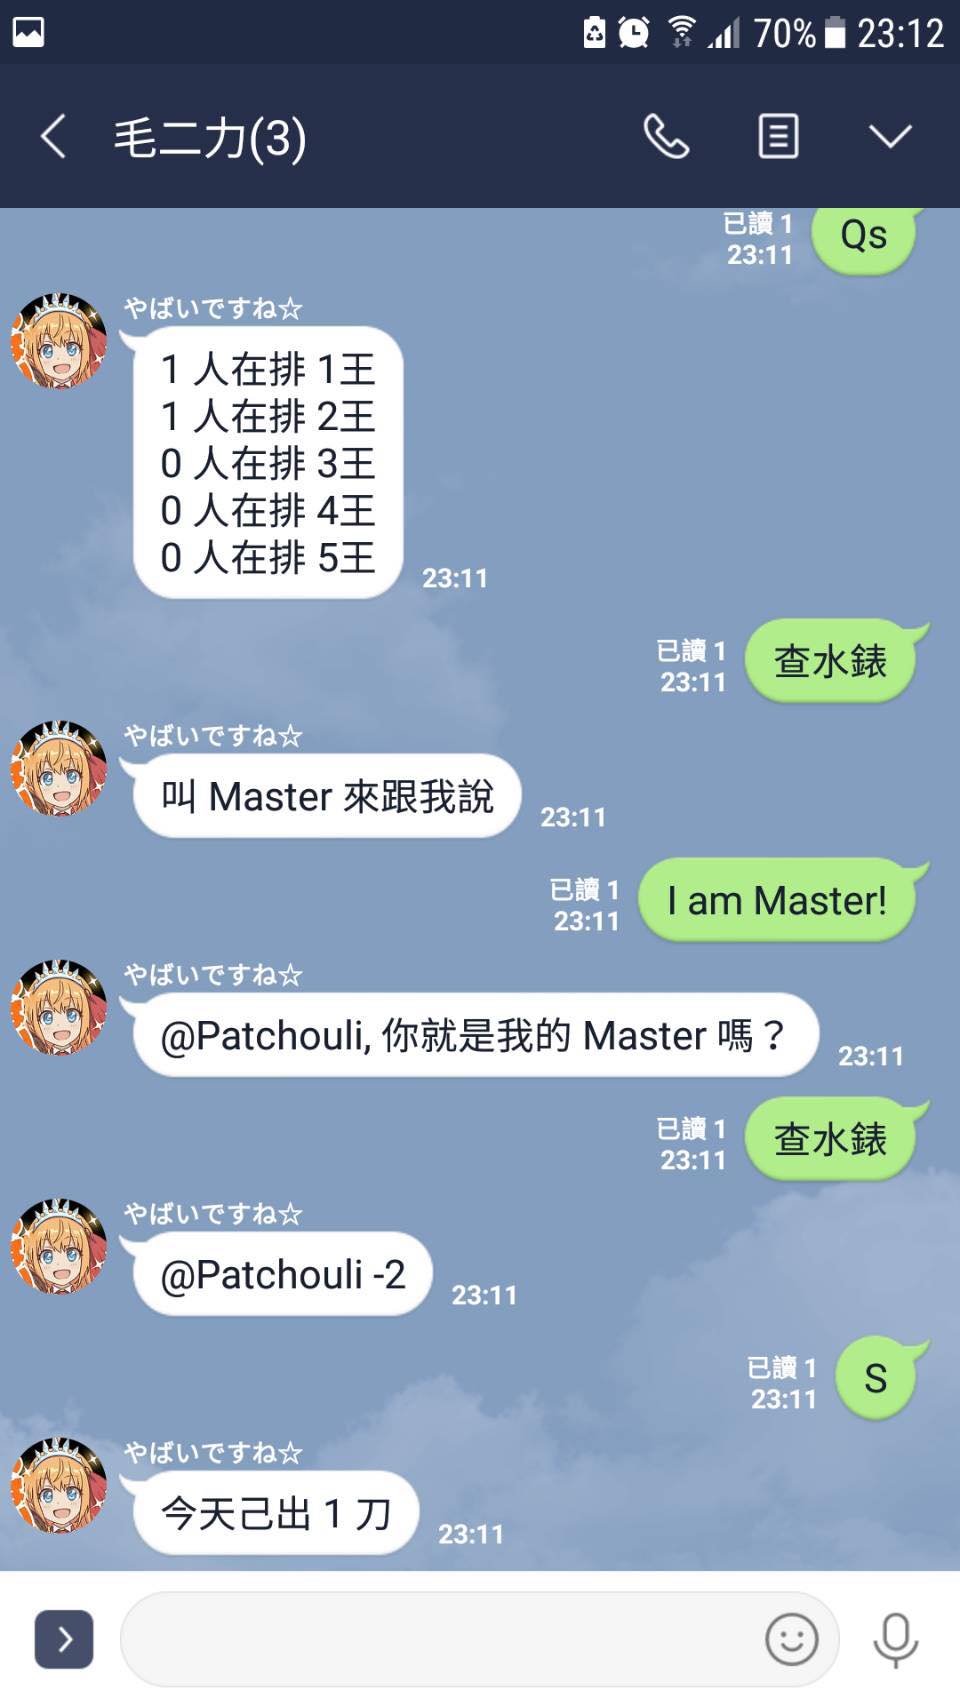 70% 23:12
毛二力(3)
已讀 1
23:11
Qs
やばいですね☆
1 人在排 1王
1 人在排 2王
0 人在排 3王
0 人在排 4王
0 人在排 5王
23:11
已讀 1
23:11
查水錶
やばいですね☆
叫 Master 來跟我說
23:11
已讀 1
23:11
I am Master!
やばいですね☆
@Patchouli, 你就是我的 Master 嗎？
23:11
已讀 1
23:11
查水錶
やばいですね☆
@Patchouli -2
23:11
已讀 1
23:11
S
やばいですね☆
今天己出 1 刀
23:11